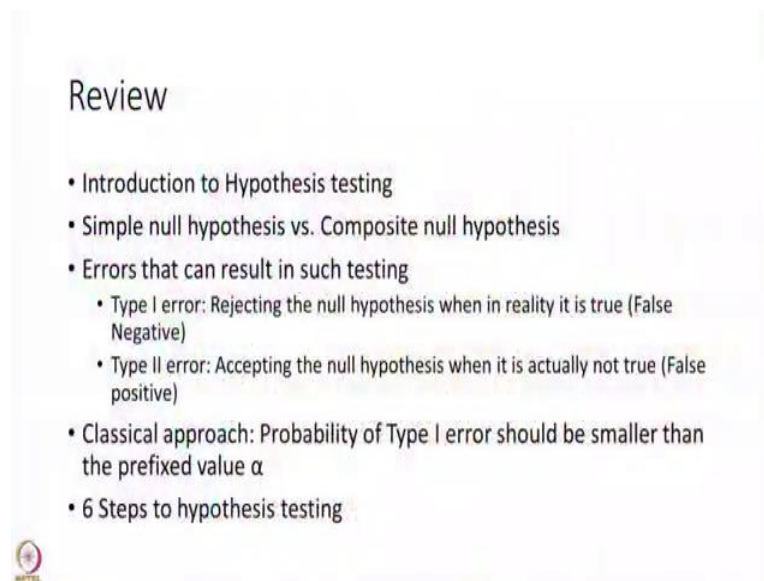 Review
• Introduction to Hypothesis testing
• Simple null hypothesis vs. Composite null hypothesis
• Errors that can result in such testing
• Type I error: Rejecting the null hypothesis when in reality it is true (False
Negative)
• Type II error: Accepting the null hypothesis when it is actually not true (False
positive)
• Classical approach: Probability of Type I error should be smaller than
the prefixed value α
• 6 Steps to hypothesis testing
NPTEL